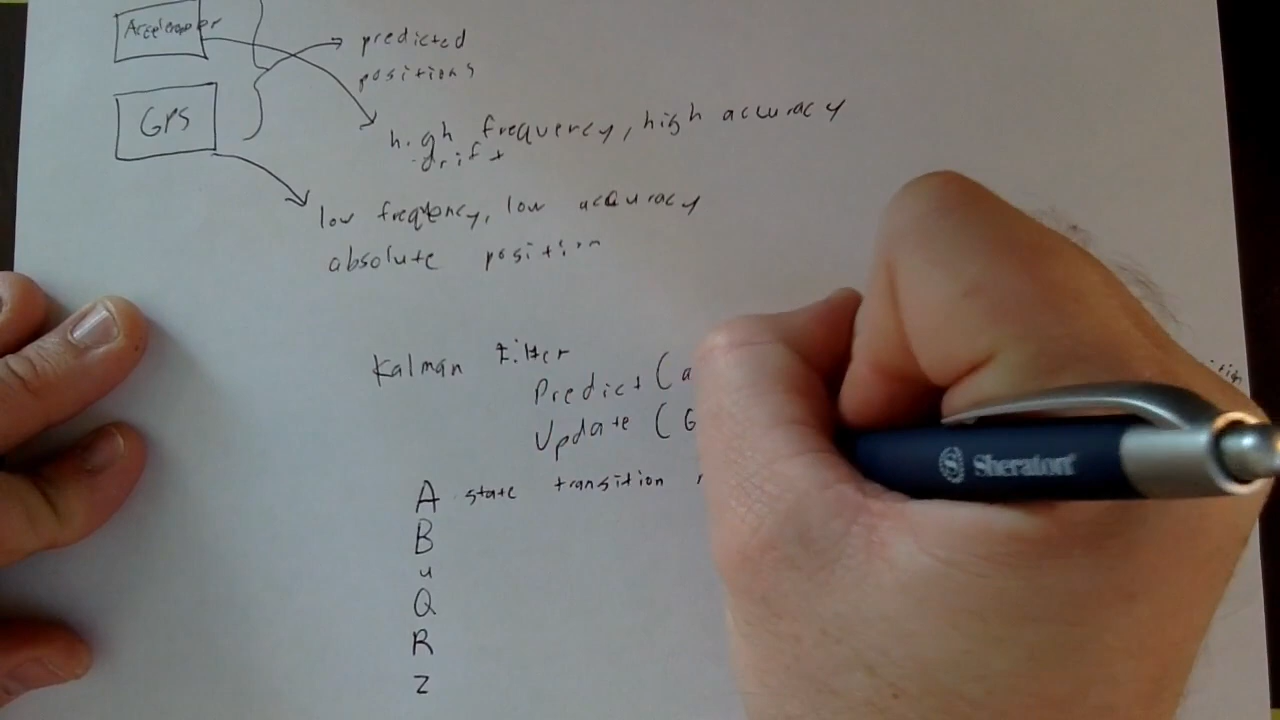 Accelerometer
predicted
positions
GPS
high frequency, high accuracy
drift
low frequency, low accuracy
absolute position
Kalman Filter
Predict (a
Update (G
A state transition
B
u
Q
R
Z
Sheraton